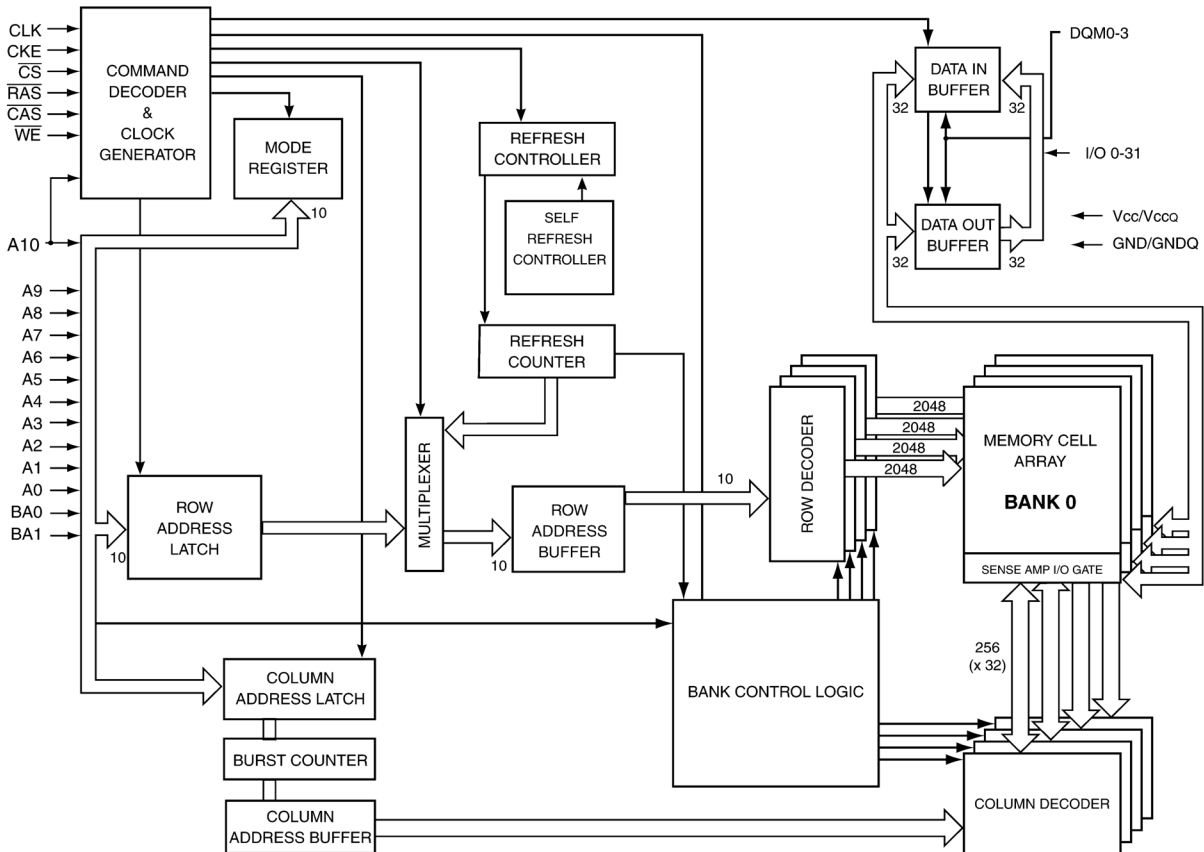 CLK
CKE
CS
RAS
CAS
WE
A10
A9
A8
A7
A6
A5
A4
A3
A2
A1
A0
BA0
BA1
COMMAND
DECODER
&
CLOCK
GENERATOR
MODE
REGISTER
10
REFRESH
CONTROLLER
SELF
REFRESH
CONTROLLER
REFRESH
COUNTER
DATA IN
BUFFER
32
32
DATA OUT
BUFFER
32
32
DQM0-3
I/O 0-31
Vcc/VccQ
GND/GNDQ
ROW
ADDRESS
LATCH
10
MULTIPLEXER
10
ROW
ADDRESS
BUFFER
10
ROW DECODER
2048
2048
2048
2048
MEMORY CELL
ARRAY
BANK 0
SENSE AMP I/O GATE
256
(x 32)
BANK CONTROL LOGIC
COLUMN
ADDRESS LATCH
BURST COUNTER
COLUMN
ADDRESS BUFFER
COLUMN DECODER